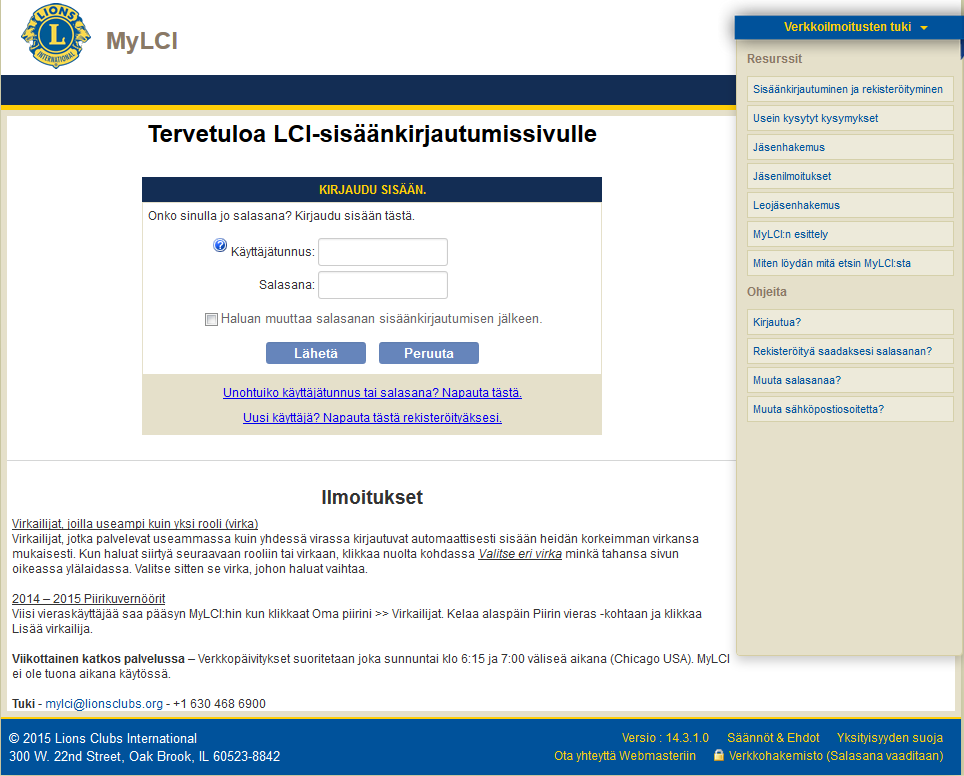 LIONS
L
INTERNATIONAL
MyLCI
Verkkoilmoitusten tuki
Resurssit
Sisäänkirjautuminen ja rekisteröityminen
Usein kysytyt kysymykset
Jäsenhakemus
Jäsenilmoitukset
Leojäsenhakemus
MyLCI:n esittely
Miten löydän mitä etsin MyLCI:sta
Ohjeita
Kirjautua?
Rekisteröityä saadaksesi salasanan?
Muuta salasanaa?
Muuta sähköpostiosoitetta?
Tervetuloa LCI-sisäänkirjautumissivulle
KIRJAUDU SISÄÄN.
Onko sinulla jo salasana? Kirjaudu sisään tästä.
? Käyttäjätunnus:
Salasana:
Haluan muuttaa salasanan sisäänkirjautumisen jälkeen.
Lähetä Peruuta
Unohtuiko käyttäjätunnus tai salasana? Napauta tästä.
Uusi käyttäjä? Napauta tästä rekisteröityäksesi.
Ilmoitukset
Virkailijat, joilla useampi kuin yksi rooli (virka)
Virkailijat, jotka palvelevat useammassa kuin yhdessä virassa kirjautuvat automaattisesti sisään heidän korkeimman virkansa
mukaisesti. Kun haluat siirtyä seuraavaan rooliin tai virkaan, klikkaa nuolta kohdassa Valitse eri virka minkä tahansa sivun
oikeassa ylälaidassa. Valitse sitten se virka, johon haluat vaihtaa.
2014 – 2015 Piirikuvernöörit
Viisi vieraskäyttäjää saa pääsyn MyLCI:hin kun klikkaat Oma piirini >> Virkailijat. Kelaa alaspäin Piirin vieras -kohtaan ja klikkaa
Lisää virkailija.
Viikottainen katkos palvelussa – Verkkopäivitykset suoritetaan joka sunnuntai klo 6:15 ja 7:00 väliseä aikana (Chicago USA). MyLCI
ei ole tuona aikana käytössä.
Tuki - mylci@lionsclubs.org - +1 630 468 6900
© 2015 Lions Clubs International
300 W. 22nd Street, Oak Brook, IL 60523-8842
Versio : 14.3.1.0 Säännöt & Ehdot Yksityisyyden suoja
Ota yhteyttä Webmasteriin Verkkohakemisto (Salasana vaaditaan)